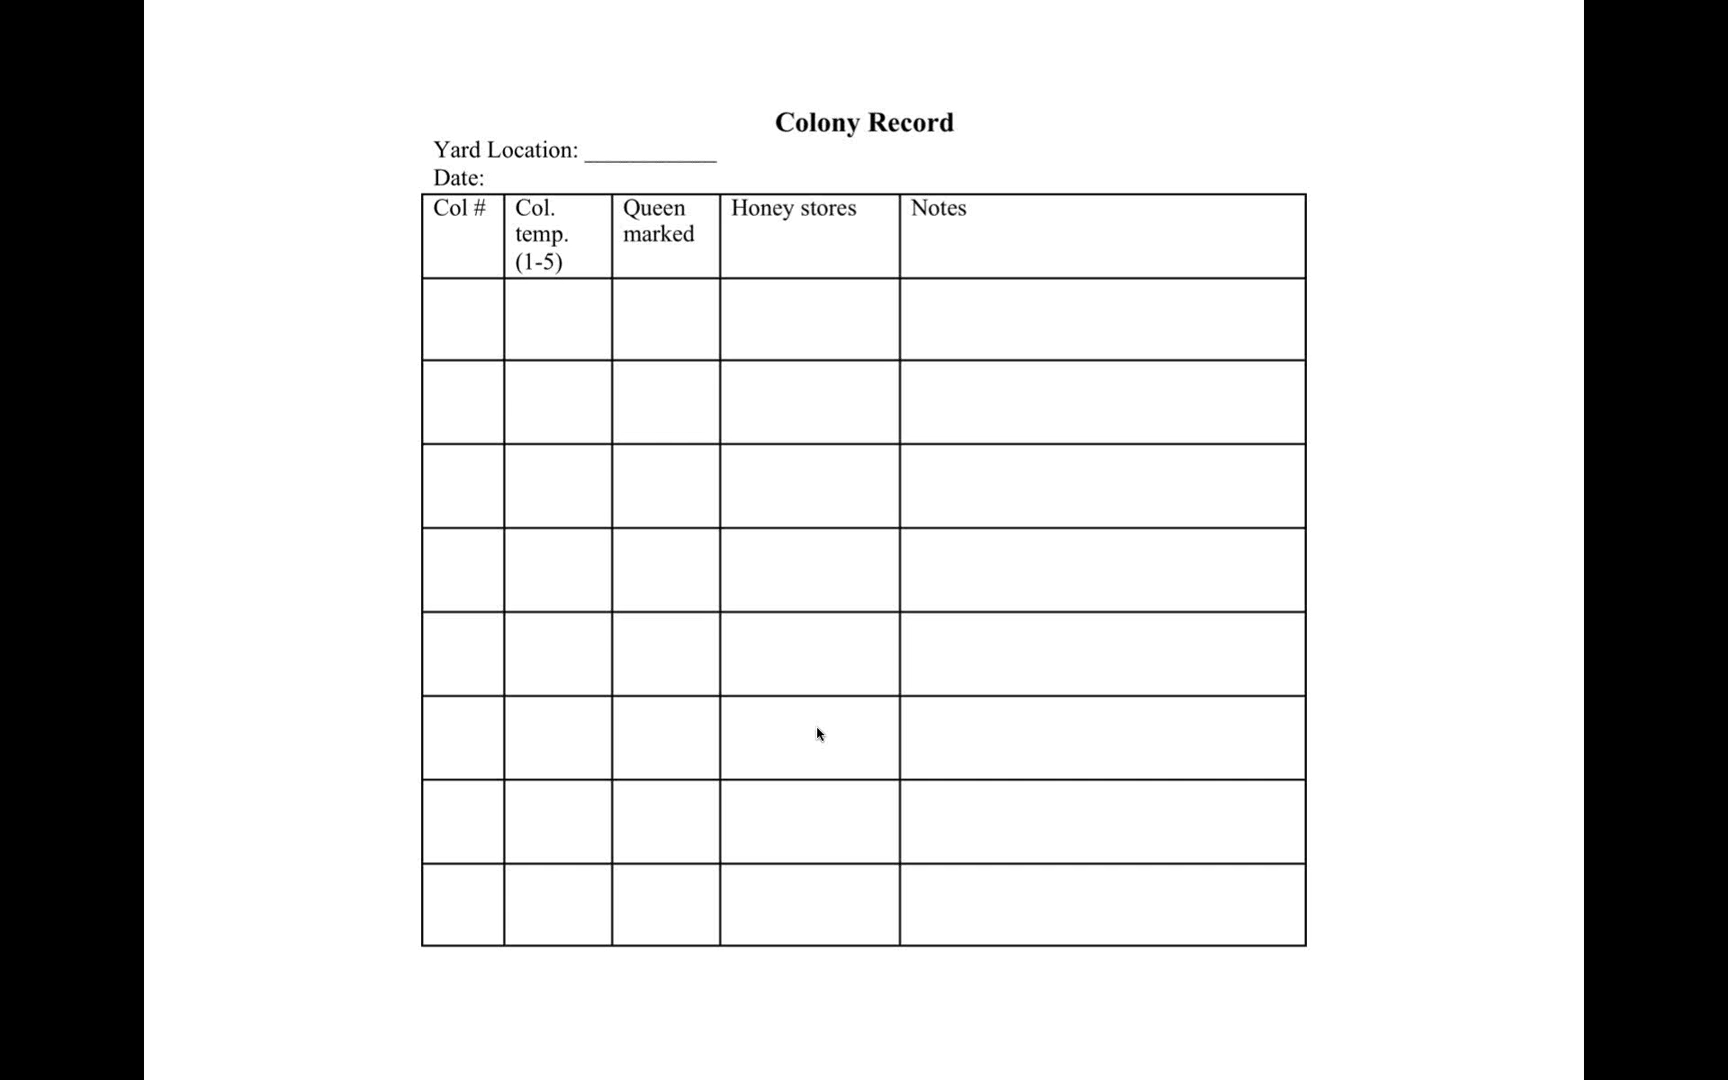 Colony Record
Yard Location: ___________
Date:
Col #
Col.
temp.
(1-5)
Queen
marked
Honey stores
Notes